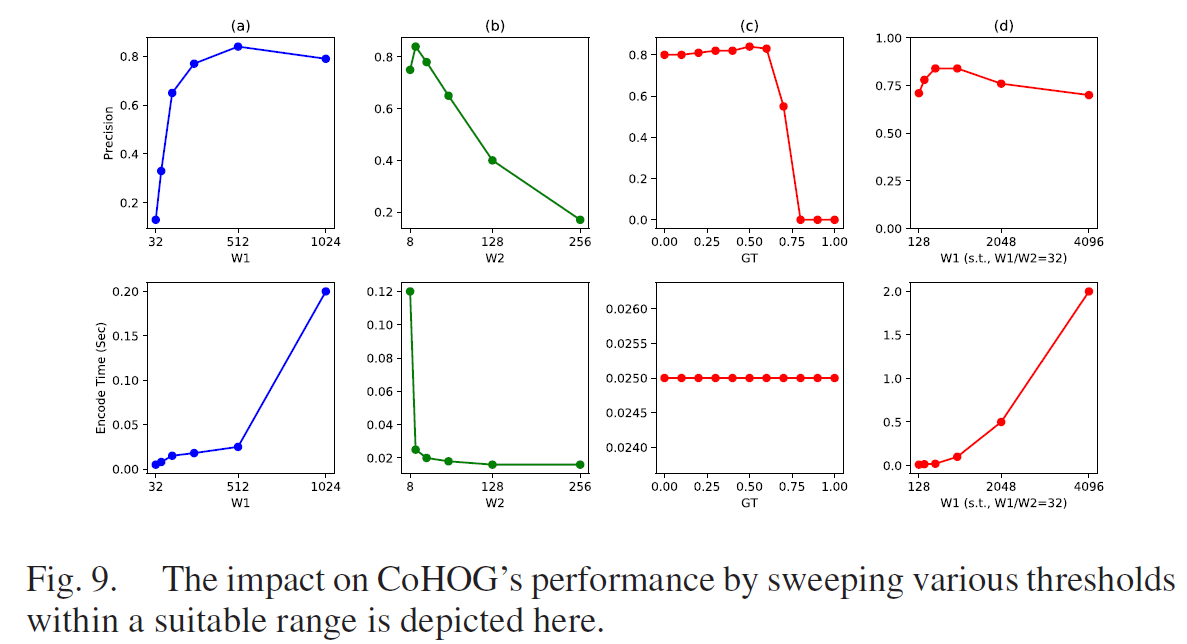 (a) (b) (c) (d)
Precision
0.8
0.6
0.4
0.2
32 512 1024
W1
0.8
0.6
0.4
0.2
8 128 256
W2
0.8
0.6
0.4
0.2
0.0
0.00 0.25 0.50 0.75 1.00
GT
1.00
0.75
0.50
0.25
0.00
128 2048 4096
W1 (s.t., W1/W2=32)
Encode Time (Sec)
0.20
0.15
0.10
0.05
0.00
32 512 1024
W1
0.12
0.10
0.08
0.06
0.04
0.02
8 128 256
W2
0.0260
0.0255
0.0250
0.0245
0.0240
0.00 0.25 0.50 0.75 1.00
GT
2.0
1.5
1.0
0.5
0.0
128 2048 4096
W1 (s.t., W1/W2=32)
Fig. 9. The impact on CoHOG's performance by sweeping various thresholds
within a suitable range is depicted here.